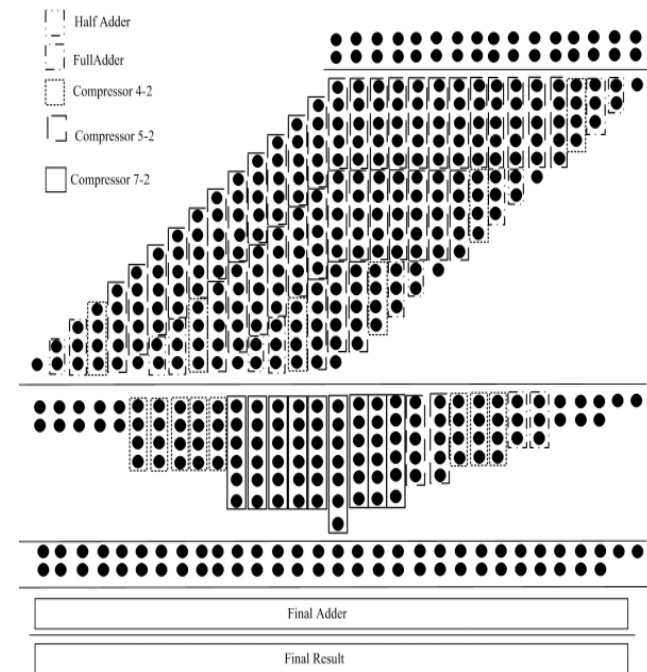 Half Adder
FullAdder
Compressor 4-2
Compressor 5-2
Compressor 7-2
Final Adder
Final Result